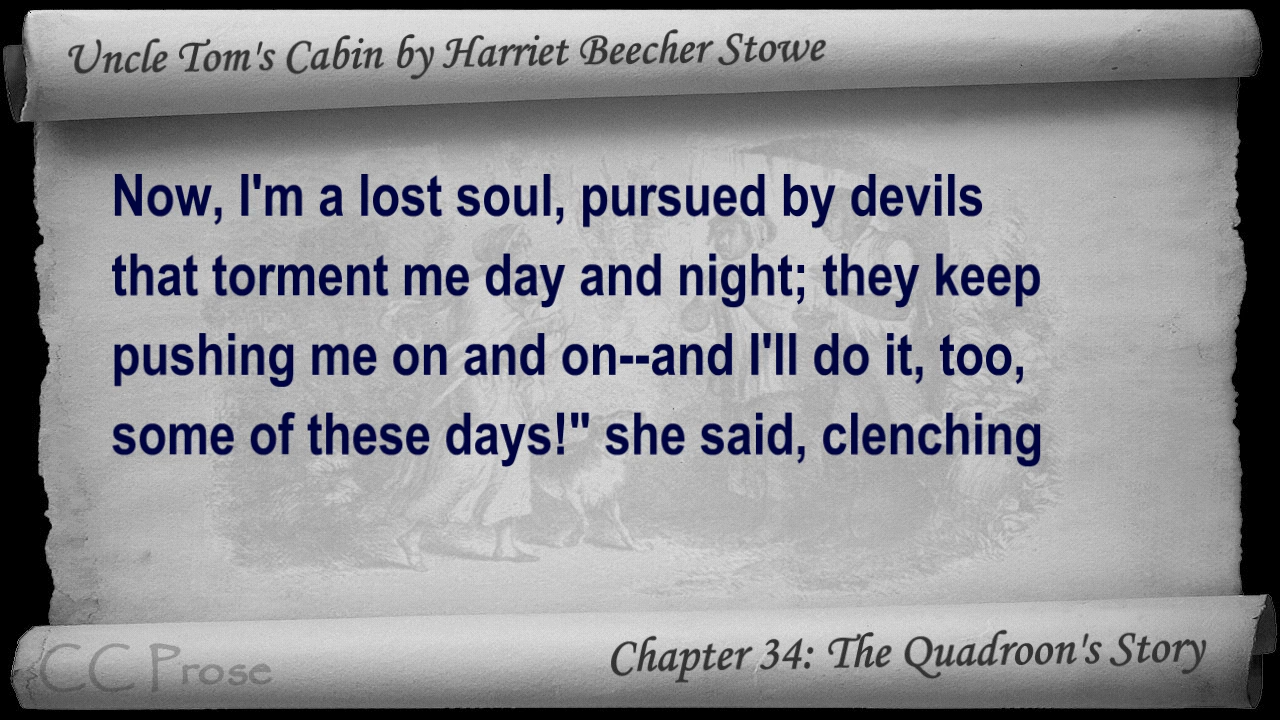 Uncle Tom's Cabin by Harriet Beecher Stowe
Now, I'm a lost soul, pursued by devils
that torment me day and night; they keep
pushing me on and on--and I'll do it, too,
some of these days!" she said, clenching
CC Prose
Chapter 34: The Quadroon's Story